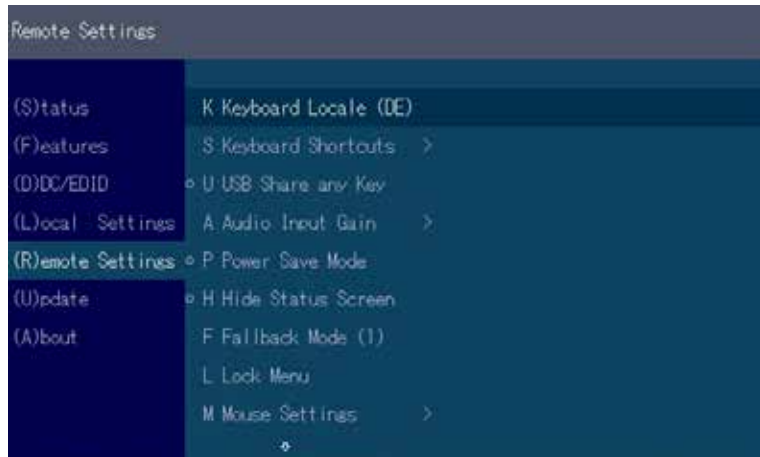 Remote Settings
(S)tatus
(F)eatures
(D)DC/EDID
(L)ocal Settings
(R)emote Settings
(U)pdate
(A)bout
K Keyboard Locale (DE)
S Keyboard Shortcuts >
U USB Share any Key
A Audio Input Gain >
P Power Save Mode
H Hide Status Screen
F Fallback Mode (1)
L Lock Menu
M Mouse Settings >